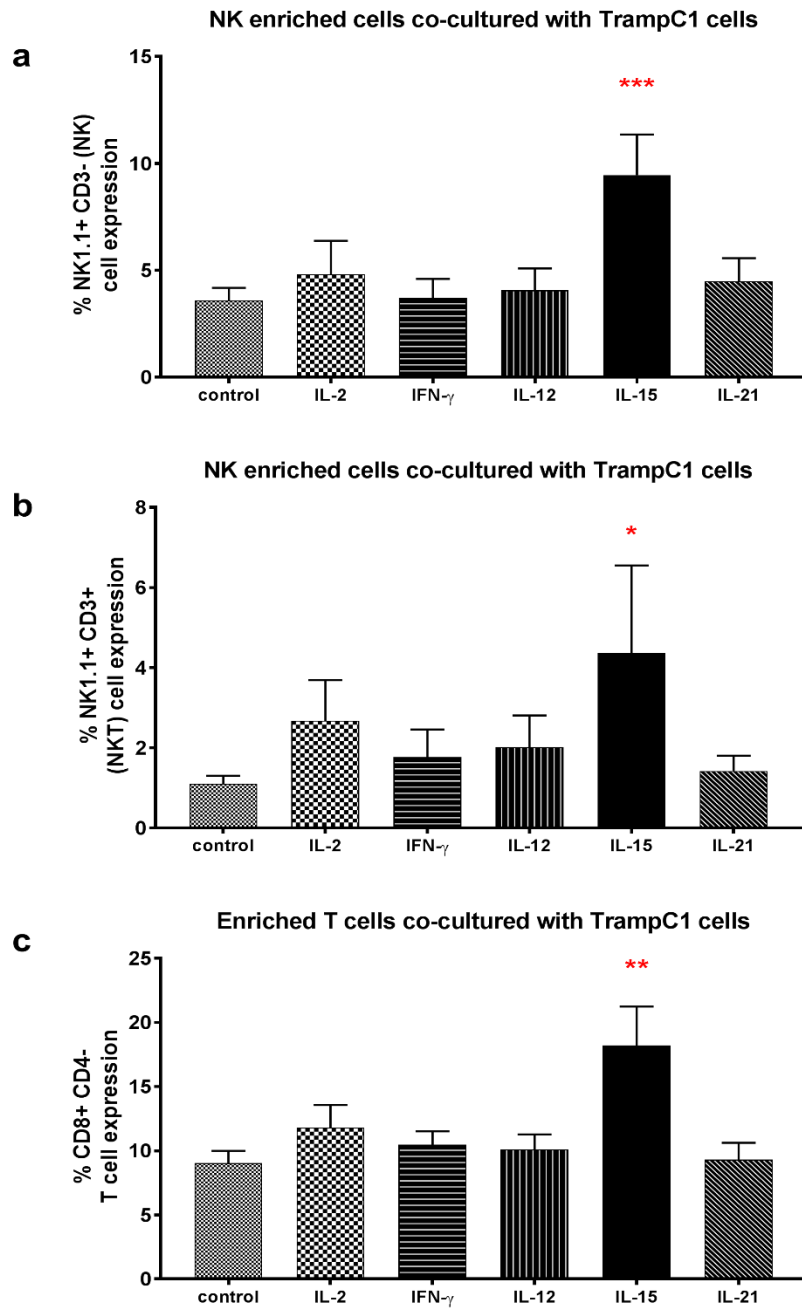 NK enriched cells co-cultured with TrampC1 cells
a
% NK1.1+ CD3- (NK)
cell expression
15
10
5
0
***
control IL-2 IFN-γ IL-12 IL-15 IL-21
NK enriched cells co-cultured with TrampC1 cells
b
% NK1.1+ CD3+
(NKT) cell expression
8
6
4
2
0
*
control IL-2 IFN-γ IL-12 IL-15 IL-21
Enriched T cells co-cultured with TrampC1 cells
c
% CD8+ CD4-
T cell expression
25
20
15
10
5
0
**
control IL-2 IFN-γ IL-12 IL-15 IL-21